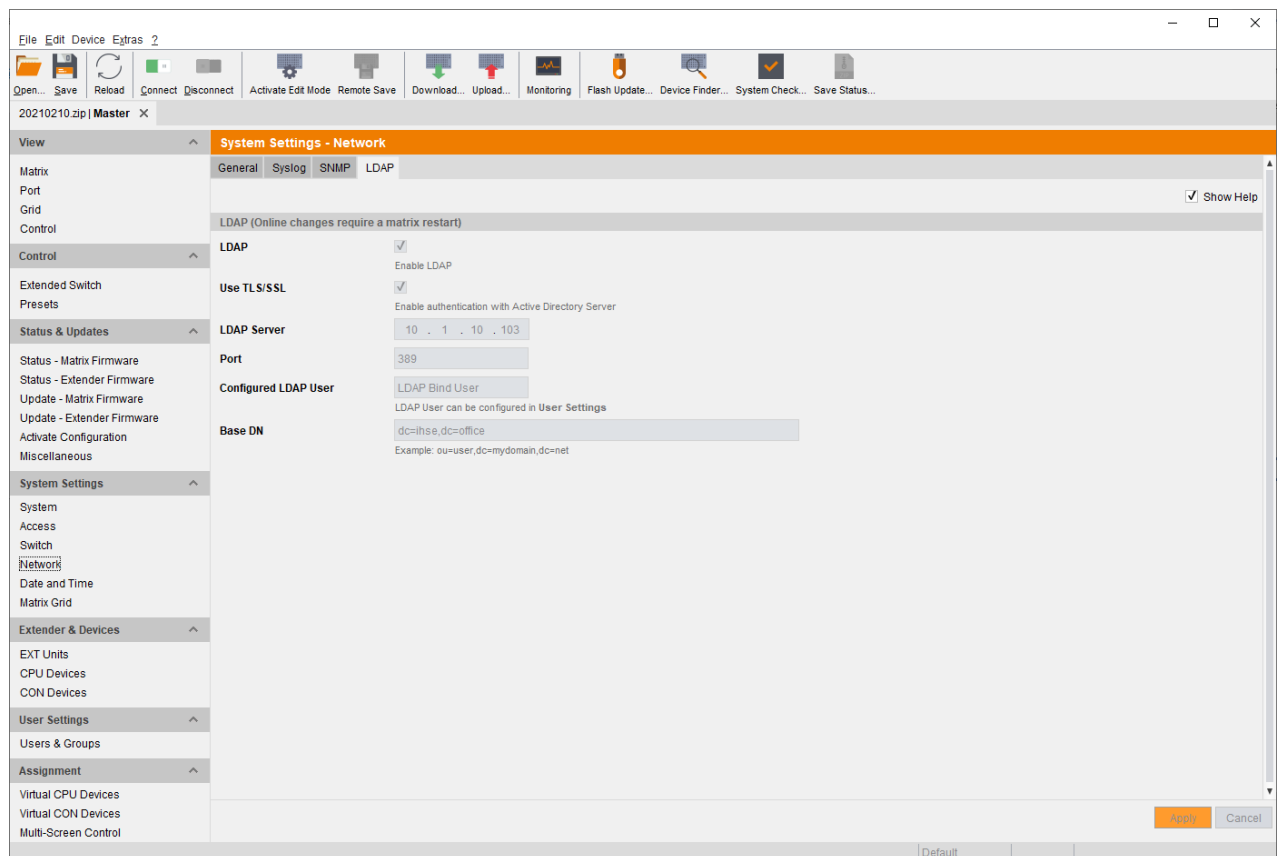 File Edit Device Extras ?
Open... Save Reload Connect Disconnect Activate Edit Mode Remote Save Download... Upload... Monitoring Flash Update... Device Finder... System Check... Save Status...
20210210.zip | Master
View
Matrix
Port
Grid
Control
Control
Extended Switch
Presets
Status & Updates
Status - Matrix Firmware
Status - Extender Firmware
Update - Matrix Firmware
Update - Extender Firmware
Activate Configuration
Miscellaneous
System Settings
System
Access
Switch
Network
Date and Time
Matrix Grid
Extender & Devices
EXT Units
CPU Devices
CON Devices
User Settings
Users & Groups
Assignment
Virtual CPU Devices
Virtual CON Devices
Multi-Screen Control
System Settings - Network
General Syslog SNMP LDAP
Show Help
LDAP (Online changes require a matrix restart)
LDAP
Enable LDAP
Use TLS/SSL
Enable authentication with Active Directory Server
LDAP Server 10 . 1 . 10 . 103
Port 389
Configured LDAP User LDAP Bind User
LDAP User can be configured in User Settings
Base DN dc=ihse,dc=office
Example: ou=user,dc=mydomain,dc=net
Apply Cancel
Default